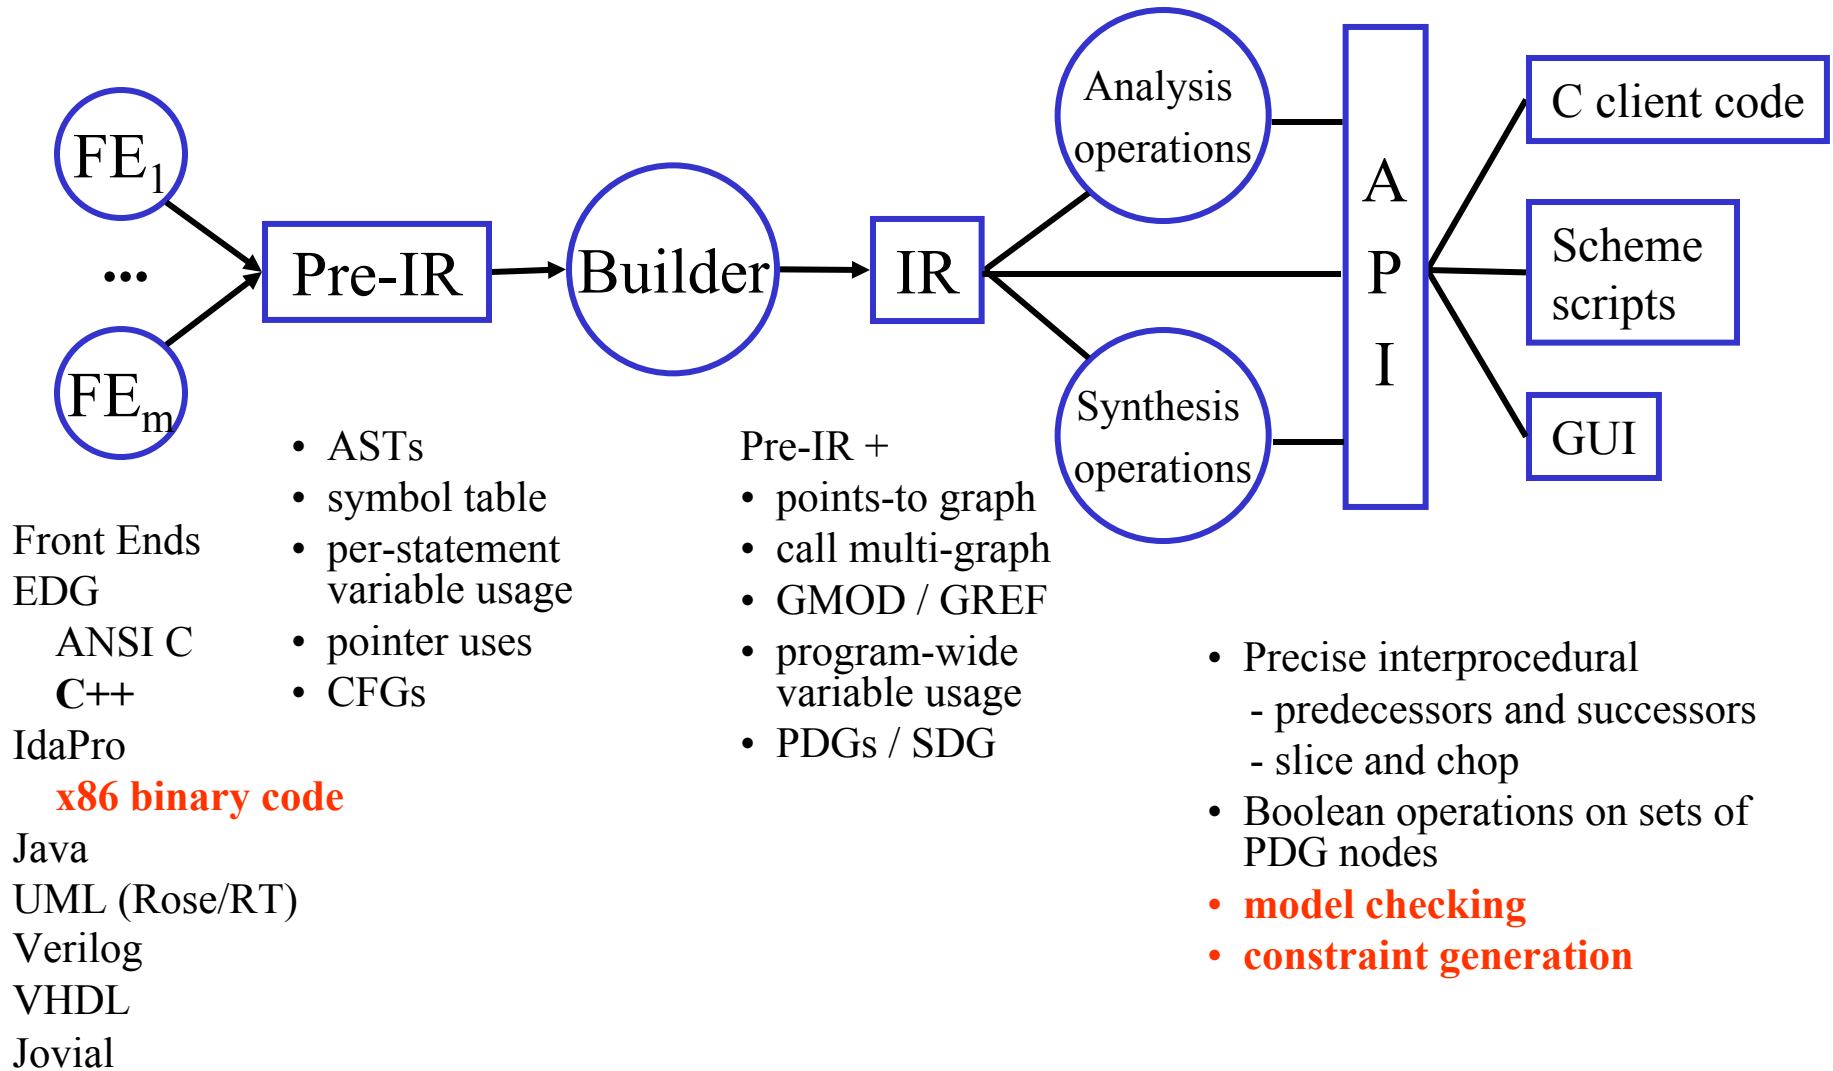 FE1
...
FEm
Pre-IR
Builder
IR
Analysis
operations
Synthesis
operations
A
P
I
C client code
Scheme
scripts
GUI
Front Ends
EDG
ANSI C
C++
IdaPro
x86 binary code
Java
UML (Rose/RT)
Verilog
VHDL
Jovial
• ASTs
• symbol table
• per-statement
variable usage
• pointer uses
• CFGs
Pre-IR +
• points-to graph
• call multi-graph
• GMOD / GREF
• program-wide
variable usage
• PDGs / SDG
• Precise interprocedural
- predecessors and successors
- slice and chop
• Boolean operations on sets of
PDG nodes
• model checking
• constraint generation